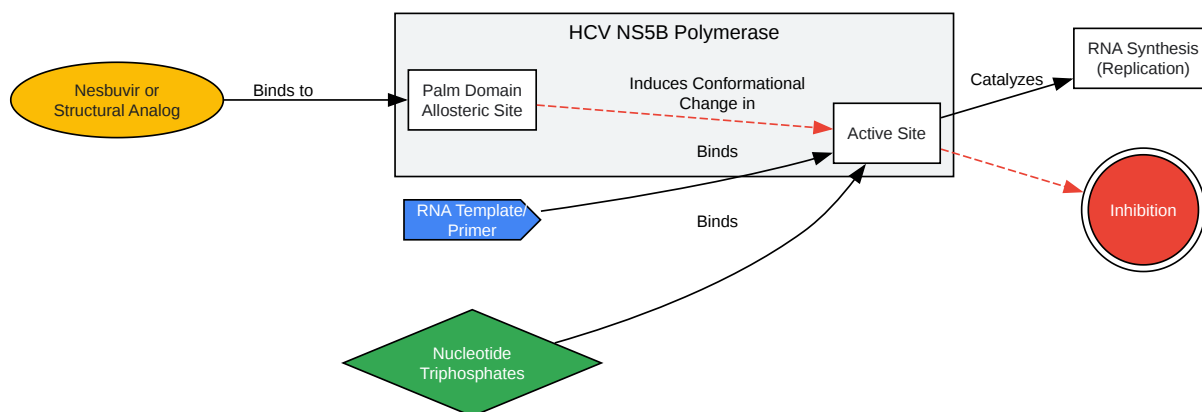 HCV NS5B Polymerase
Nesbuvir or
Structural Analog
Binds to
Palm Domain
Allosteric Site
Induces Conformational
Change in
Active Site
Catalyzes
RNA Synthesis
(Replication)
Binds
RNA Template/
Primer
Binds
Inhibition
Nucleotide
Triphosphates